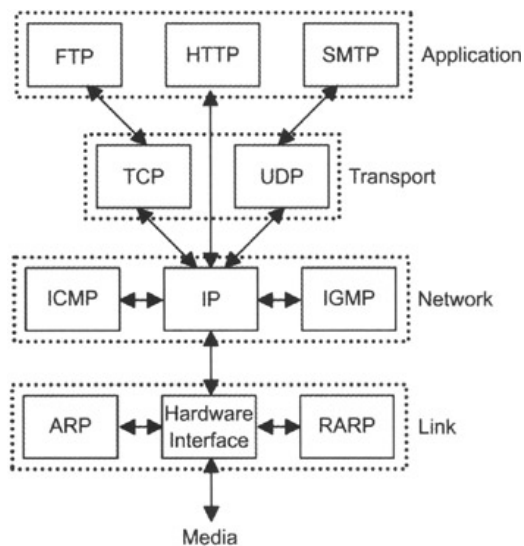 FTP
HTTP
SMTP
Application
TCP
UDP
Transport
ICMP
IP
IGMP
Network
ARP
Hardware
Interface
RARP
Link
Media